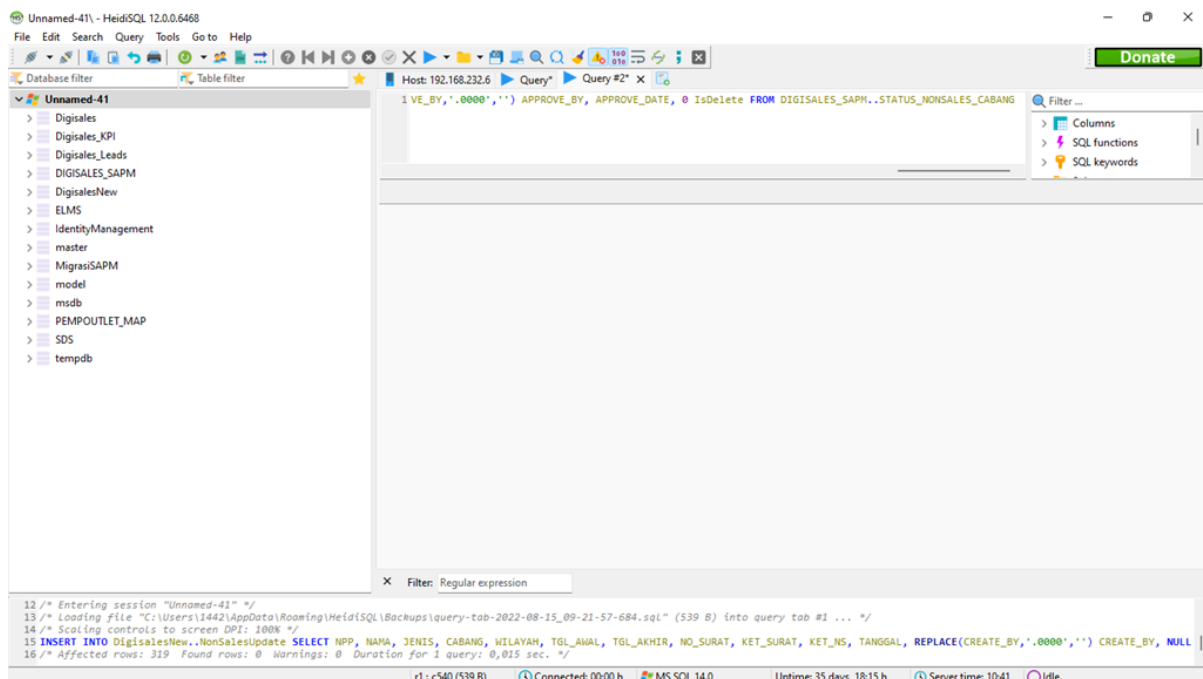 Unnamed-41\ - HeidiSQL 12.0.0.6468
File Edit Search Query Tools Go to Help
Donate
Database filter
Table filter
Host: 192.168.232.6
Query*
Query #2*
Unnamed-41
Digisales
Digisales_KPI
Digisales_Leads
DIGISALES_SAPM
DigisalesNew
ELMS
IdentityManagement
master
MigrasiSAPM
model
msdb
PEMPOUTLET_MAP
SDS
tempdb
1 VE_BY,'.0000','') APPROVE_BY, APPROVE_DATE, 0 IsDelete FROM DIGISALES_SAPM..STATUS_NONSALES_CABANG
Filter ...
Columns
SQL functions
SQL keywords
Filter: Regular expression
12 /* Entering session "Unnamed-41" */
13 /* Loading file "C:\Users\1442\AppData\Roaming\HeidiSQL\Backups\query-tab-2022-08-15_09-21-57-684.sql" (539 B) into query tab #1 ... */
14 /* Scaling controls to screen DPI: 100% */
15 INSERT INTO DigisalesNew..NonSalesUpdate SELECT NPP, NAMA, JENIS, CABANG, WILAYAH, TGL_AWAL, TGL_AKHIR, NO_SURAT, KET_SURAT, KET_NS, TANGGAL, REPLACE(CREATE_BY,'.0000','') CREATE_BY, NULL
16 /* Affected rows: 319 Found rows: 0 Warnings: 0 Duration for 1 query: 0,015 sec. */
r1 : c540 (539 B)
Connected: 00:00 h
MS SQL 14.0
Uptime: 35 days, 18:15 h
Server time: 10:41
Idle.